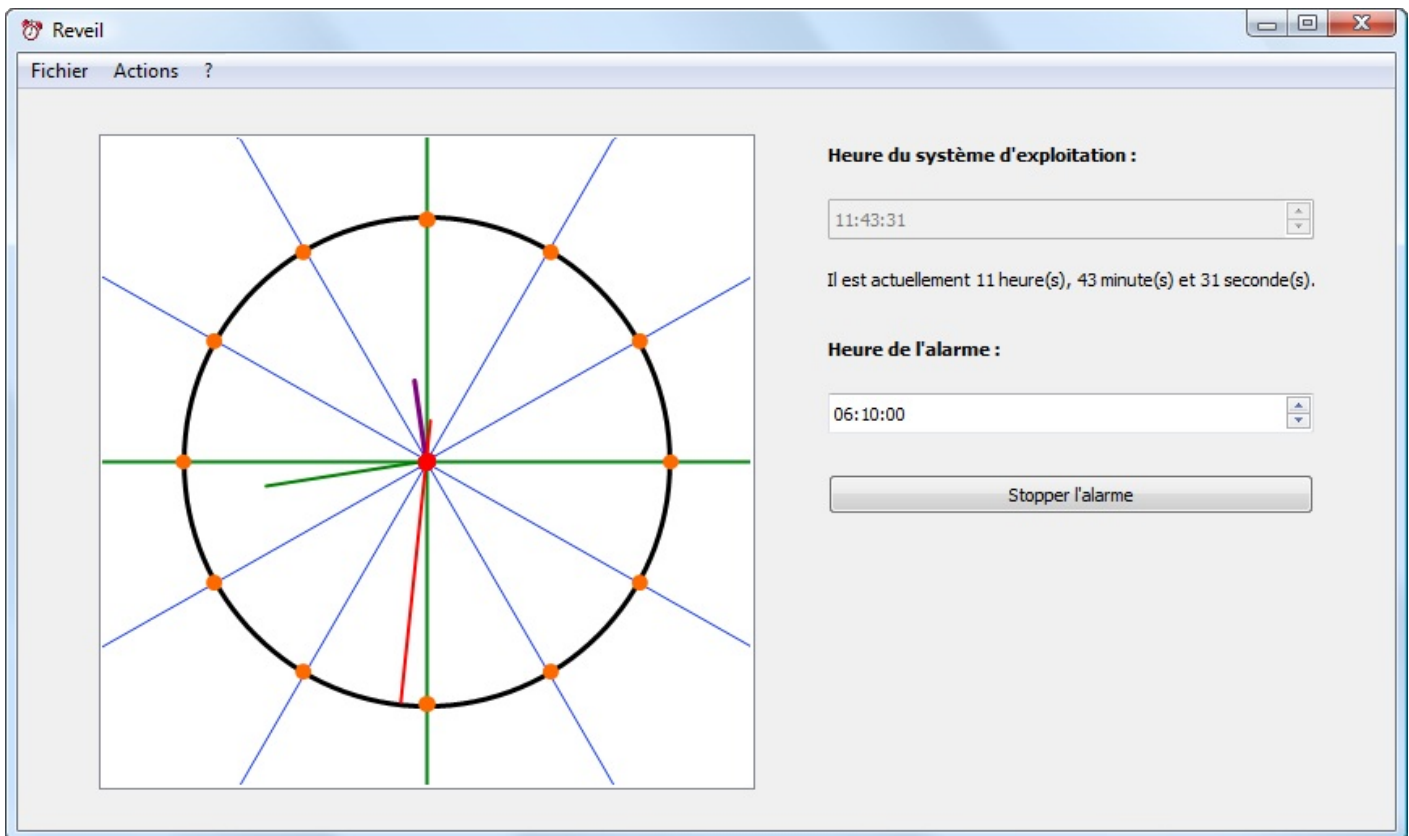 Reveil
Fichier Actions ?
Heure du système d'exploitation :
11:43:31
Il est actuellement 11 heure(s), 43 minute(s) et 31 seconde(s).
Heure de l'alarme :
06:10:00
Stopper l'alarme